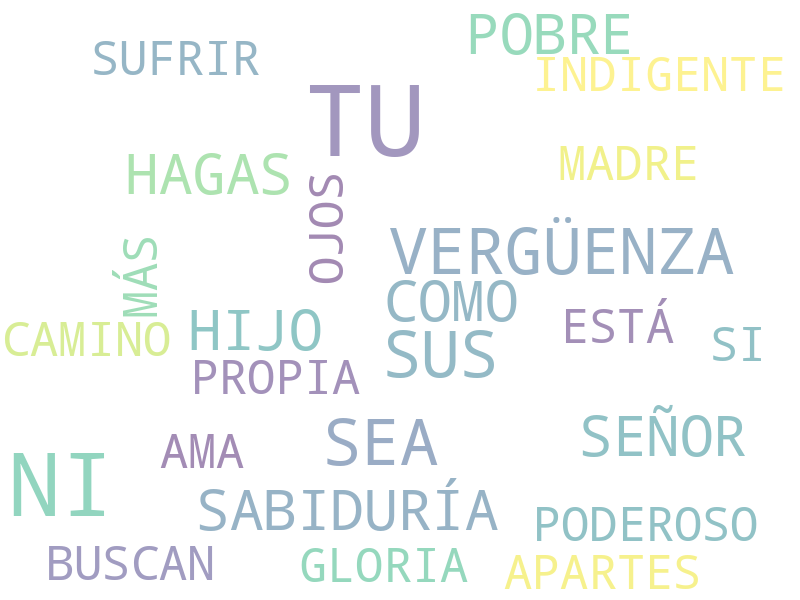 POBRE
SUFRIR
INDIGENTE
TU
HAGAS
MADRE
OJOS
VERGÜENZA
MÁS
COMO
HIJO
CAMINO
ESTÁ
SI
SUS
PROPIA
SEA
SEÑOR
AMA
NI
SABIDURÍA
PODEROSO
BUSCAN
GLORIA
APARTES